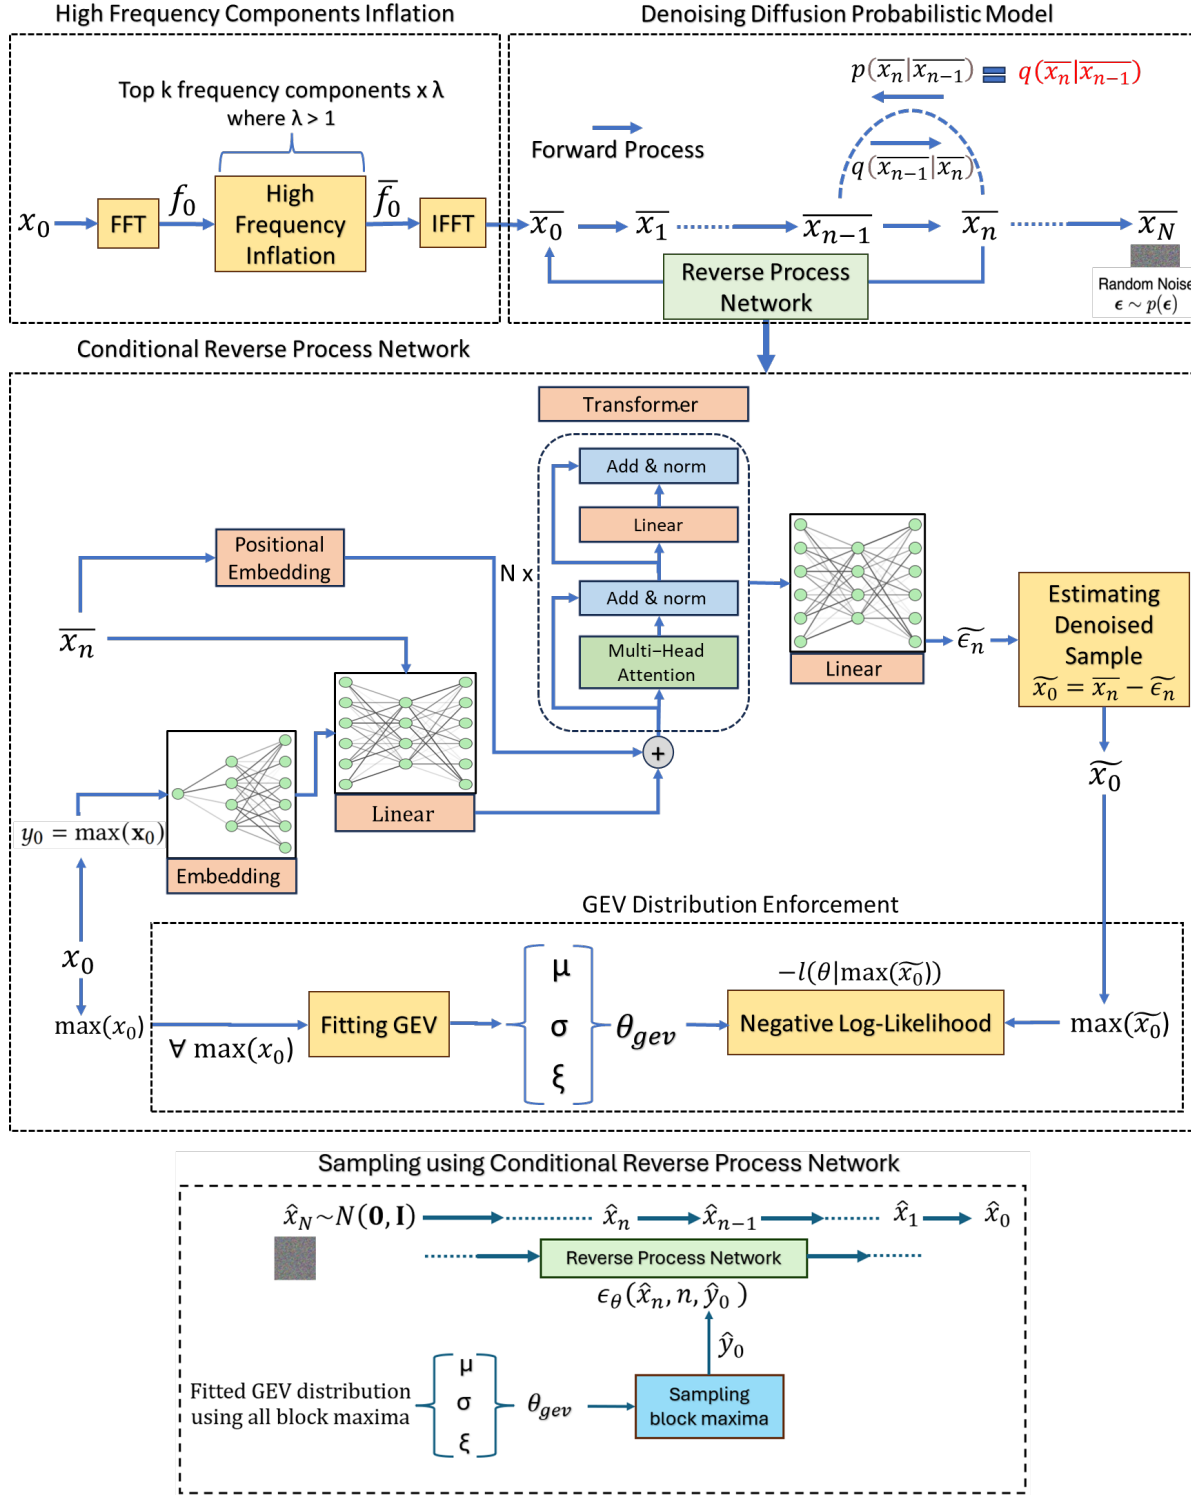 High Frequency Components Inflation
Top k frequency components x λ
where λ > 1
x₀
FFT
f₀
High
Frequency
Inflation
f̅₀
IFFT
Denoising Diffusion Probabilistic Model
p(x̅ₙ|x̅ₙ₋₁) = q(x̅ₙ|x̅ₙ₋₁)
Forward Process
q(x̅ₙ₋₁|x̅ₙ)
x̅₀
x̅₁
x̅ₙ₋₁
x̅ₙ
x̅_N
Reverse Process
Network
Random Noise
ϵ ~ p(ϵ)
Conditional Reverse Process Network
Transformer
Add & norm
Linear
N x
Add & norm
Multi-Head
Attention
+
Positional
Embedding
x̅ₙ
Linear
y₀ = max(x₀)
Embedding
x₀
Linear
ϵ̃ₙ
Estimating
Denoised
Sample
x̃₀ = x̅ₙ − ϵ̃ₙ
x̃₀
GEV Distribution Enforcement
max(x₀)
∀ max(x₀)
Fitting GEV
μ
σ
ξ
θ_gev
−l(θ|max(x̃₀))
Negative Log-Likelihood
max(x̃₀)
Sampling using Conditional Reverse Process Network
x̂_N~N(0, I)
x̂ₙ
x̂ₙ₋₁
x̂₁
x̂₀
Reverse Process Network
ϵ_θ(x̂ₙ, n, ŷ₀)
ŷ₀
Fitted GEV distribution
using all block maxima
μ
σ
ξ
θ_gev
Sampling
block maxima